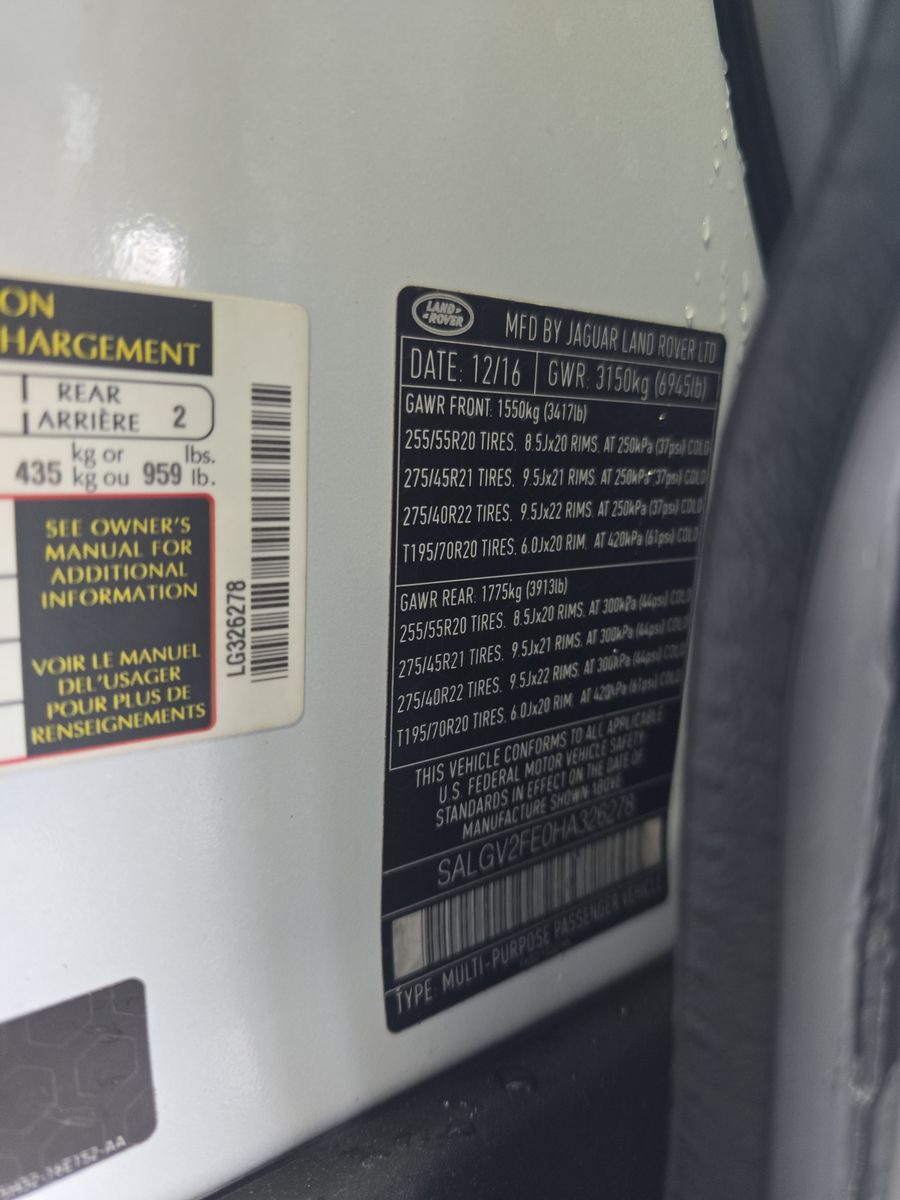 ON
HARGEMENT
REAR
ARRIÈRE 2
kg or lbs.
435 kg ou 959 lb.
SEE OWNER'S
MANUAL FOR
ADDITIONAL
INFORMATION
VOIR LE MANUEL
DEL'USAGER
POUR PLUS DE
RENSEIGNEMENTS
LG326278
LAND
ROVER
MFD BY JAGUAR LAND ROVER LTD
DATE: 12/16 GWR: 3150kg (6945lb)
GAWR FRONT: 1550kg (3417lb)
255/55R20 TIRES. 8.5Jx20 RIMS. AT 250kPa (37psi) COLD
275/45R21 TIRES. 9.5Jx21 RIMS. AT 250kPa (37psi) COLD
275/40R22 TIRES. 9.5Jx22 RIMS. AT 250kPa (37psi) COLD
T195/70R20 TIRES. 6.0Jx20 RIM. AT 420kPa (61psi) COLD
GAWR REAR: 1775kg (3913lb)
255/55R20 TIRES. 8.5Jx20 RIMS. AT 300kPa (44psi) COLD
275/45R21 TIRES. 9.5Jx21 RIMS. AT 300kPa (44psi) COLD
275/40R22 TIRES. 9.5Jx22 RIMS. AT 300kPa (44psi) COLD
T195/70R20 TIRES. 6.0Jx20 RIM. AT 420kPa (61psi) COLD
THIS VEHICLE CONFORMS TO ALL APPLICABLE
U.S. FEDERAL MOTOR VEHICLE SAFETY
STANDARDS IN EFFECT ON THE DATE OF
MANUFACTURE SHOWN ABOVE.
SALGV2FE0HA326278
TYPE: MULTI-PURPOSE PASSENGER VEHICLE